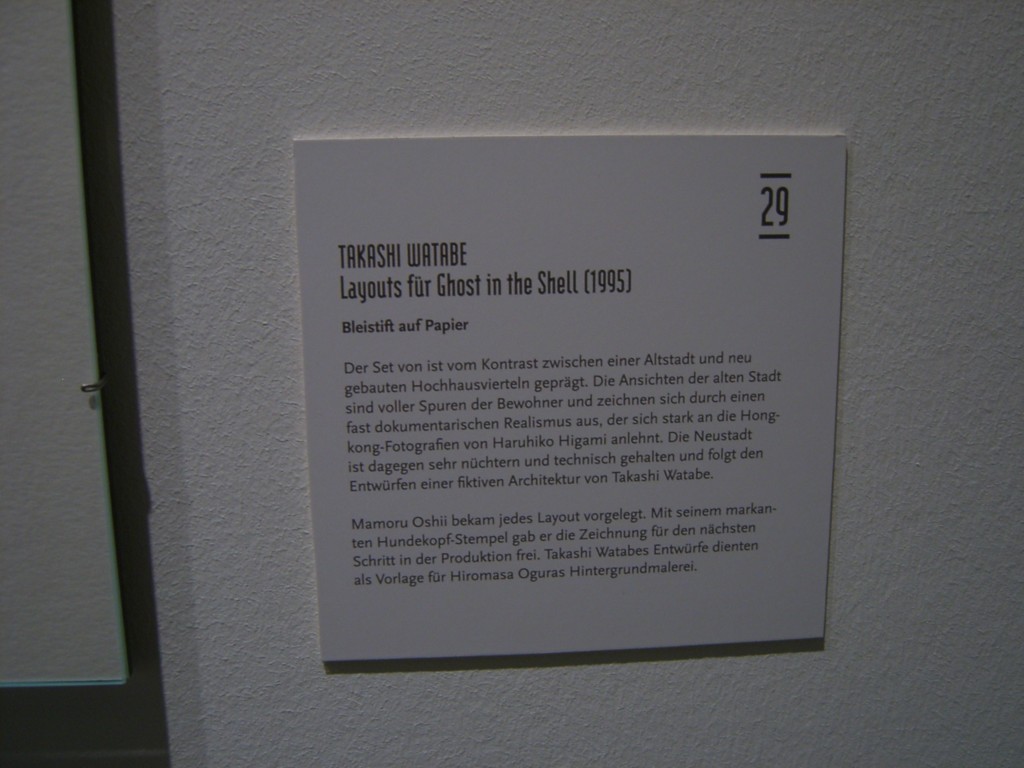 29
TAKASHI WATABE
Layouts für Ghost in the Shell (1995)
Bleistift auf Papier
Der Set von ist vom Kontrast zwischen einer Altstadt und neu
gebauten Hochhausvierteln geprägt. Die Ansichten der alten Stadt
sind voller Spuren der Bewohner und zeichnen sich durch einen
fast dokumentarischen Realismus aus, der sich stark an die Hong-
kong-Fotografien von Haruhiko Higami anlehnt. Die Neustadt
ist dagegen sehr nüchtern und technisch gehalten und folgt den
Entwürfen einer fiktiven Architektur von Takashi Watabe.
Mamoru Oshii bekam jedes Layout vorgelegt. Mit seinem markan-
ten Hundekopf-Stempel gab er die Zeichnung für den nächsten
Schritt in der Produktion frei. Takashi Watabes Entwürfe dienten
als Vorlage für Hiromasa Oguras Hintergrundmalerei.